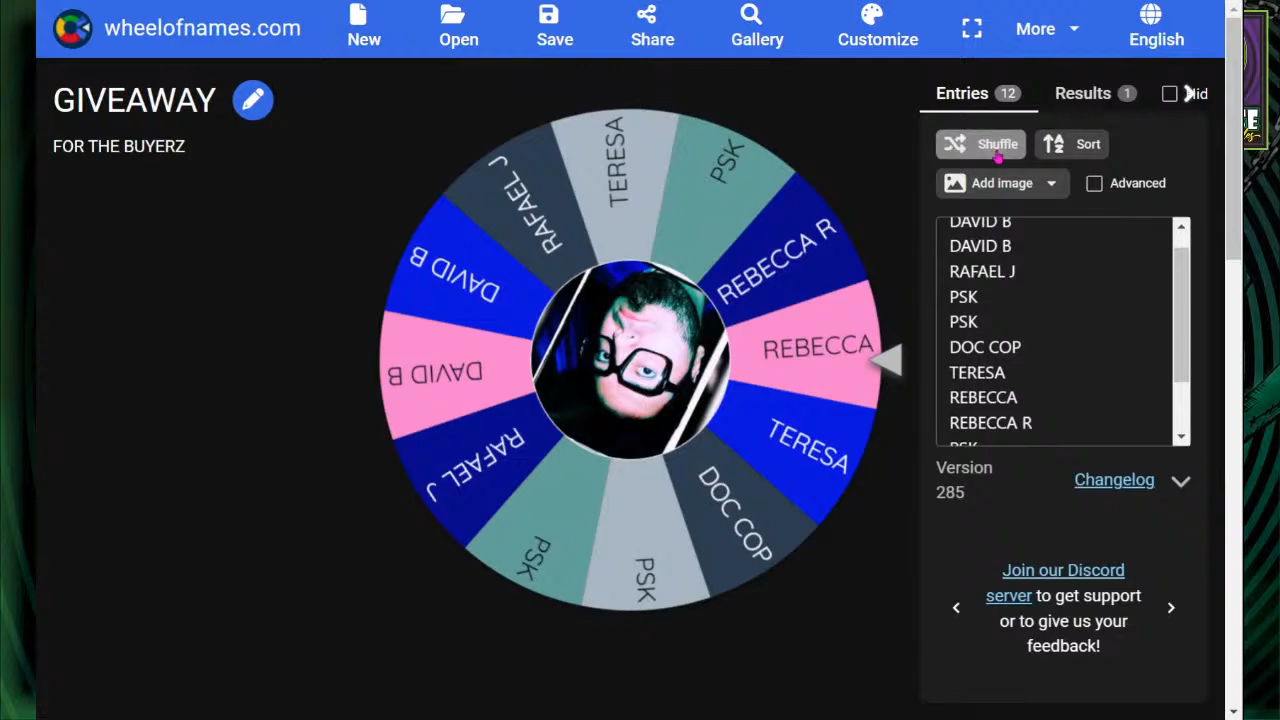 wheelofnames.com
New
Open
Save
Share
Gallery
Customize
More
English
GIVEAWAY
FOR THE BUYERZ
Entries 12
Results 1
Shuffle
Sort
Add image
Advanced
DAVID B
DAVID B
RAFAEL J
PSK
PSK
DOC COP
TERESA
REBECCA
REBECCA R
PSK
Version
285
Changelog
Join our Discord
server to get support
or to give us your
feedback!
TERESA
PSK
REBECCA R
REBECCA
TERESA
DOC COP
PSK
PSK
RAFAEL J
DAVID B
DAVID B
RAFAEL J